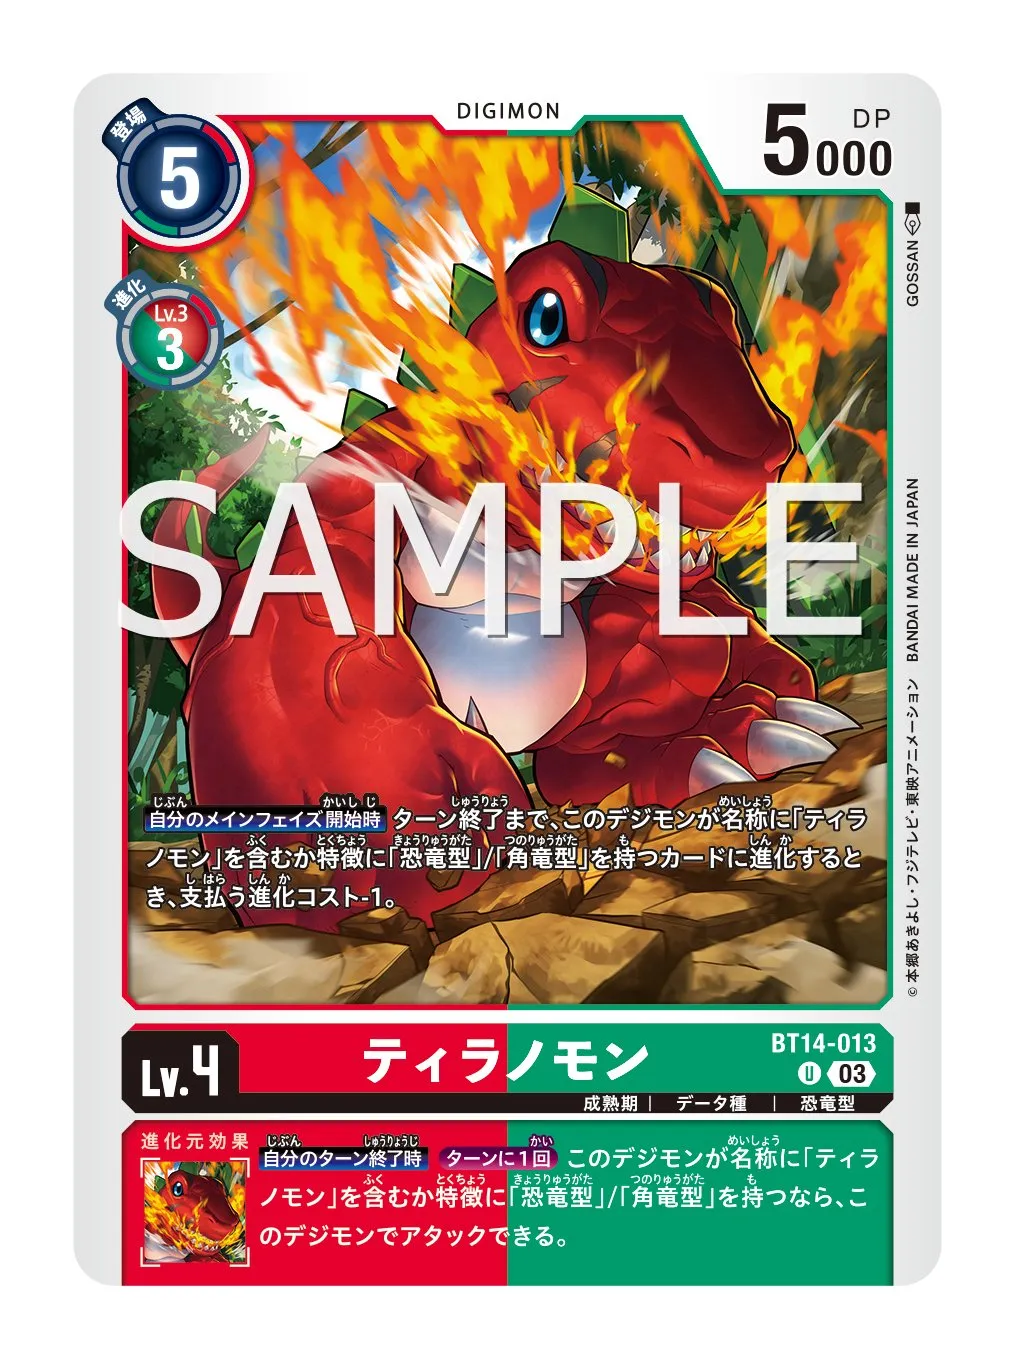 DIGIMON
登場
5
5000
DP
進化
Lv.3
3
GOSSAN
SAMPLE
BANDAI MADE IN JAPAN
©本郷あきよし・フジテレビ・東映アニメーション
自分のメインフェイズ開始時 ターン終了まで、このデジモンが名称に「ティラ
ノモン」を含むか特徴に「恐竜型」/「角竜型」を持つカードに進化すると
き、支払う進化コスト-1。
Lv.4
ティラノモン
BT14-013
U 03
成熟期 | データ種 | 恐竜型
進化元効果
自分のターン終了時 ターンに1回 このデジモンが名称に「ティラ
ノモン」を含むか特徴に「恐竜型」/「角竜型」を持つなら、こ
のデジモンでアタックできる。